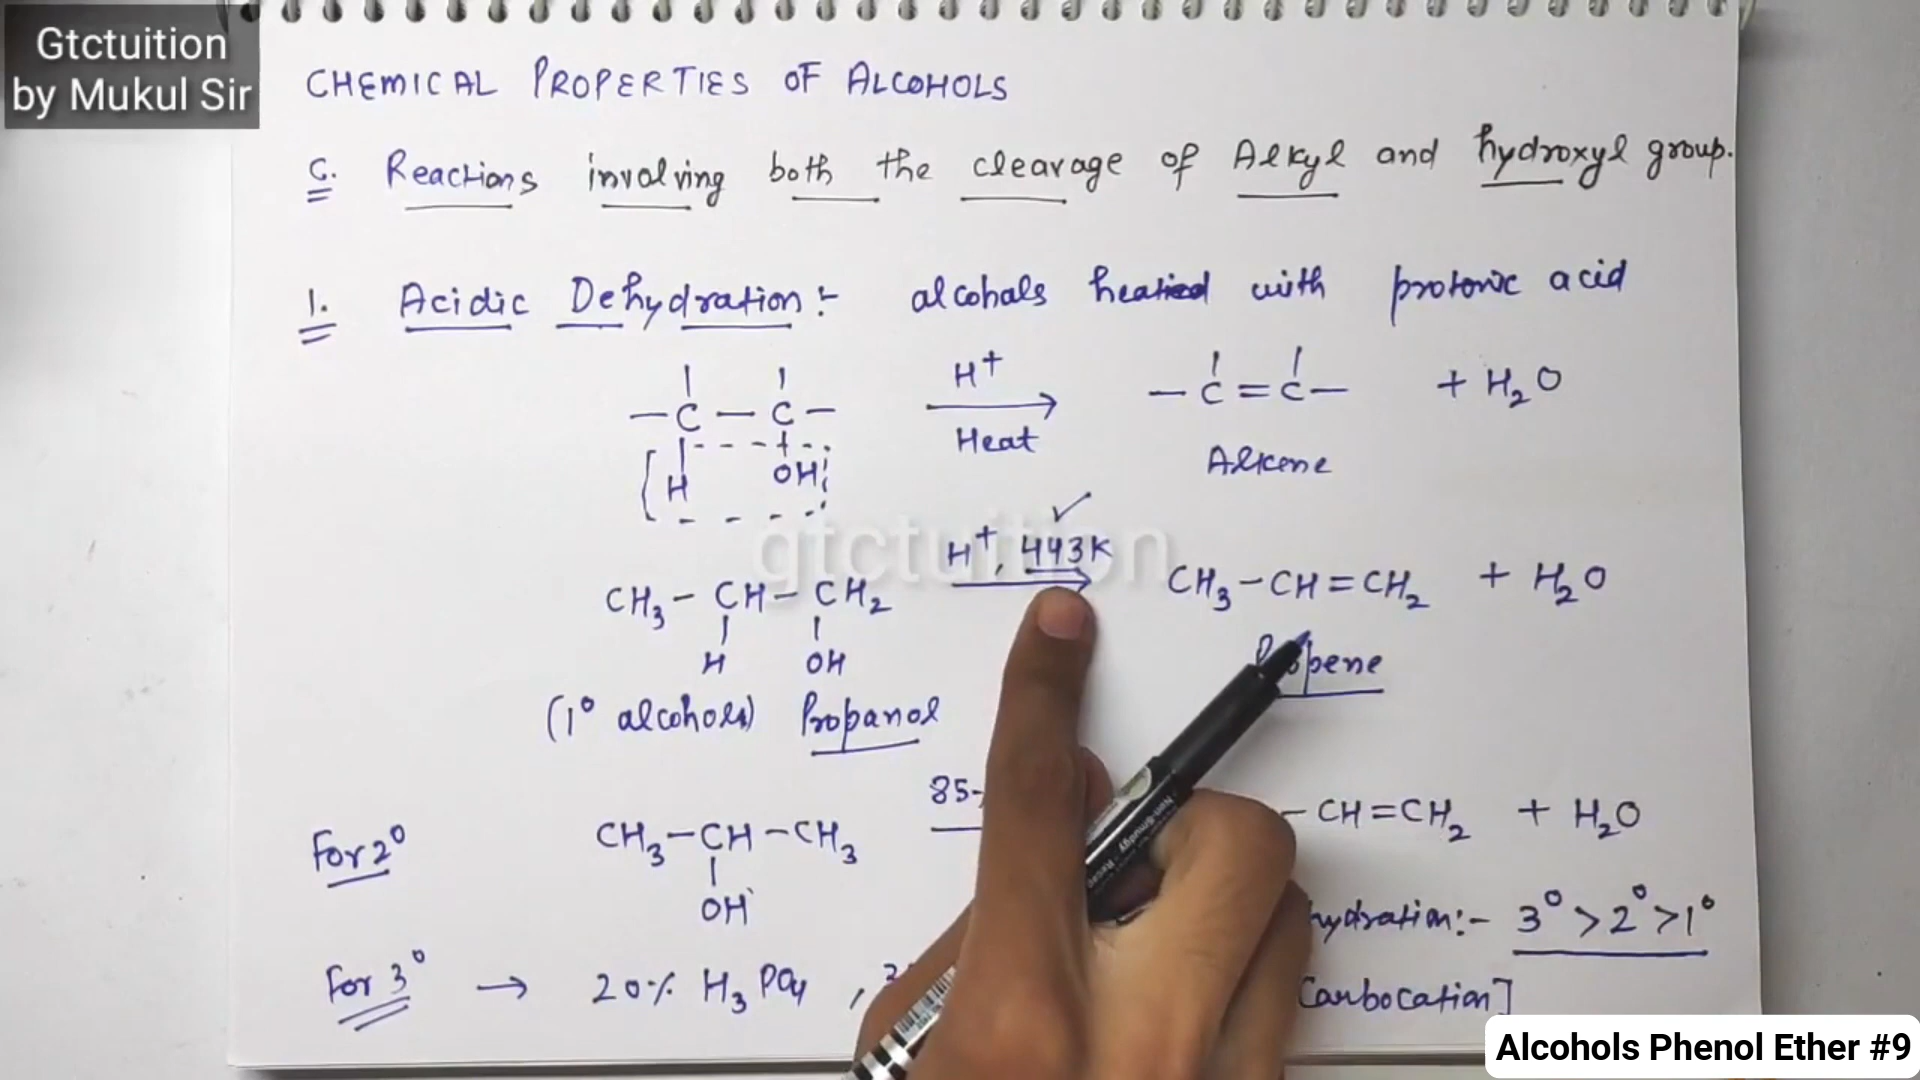 Gtctuition
by Mukul Sir
CHEMICAL PROPERTIES OF ALCOHOLS
C. Reactions involving both the cleavage of Alkyl and hydroxyl group.
1. Acidic Dehydration:- alcohals heated with protonic acid
H+
—C—C— → —C=C— + H2O
Heat
H OH
Alkene
gtctuition
H+, 443K
CH3—CH—CH2 → CH3—CH=CH2 + H2O
H OH
Propene
(1° alcohols) Propanol
85-
For 2° CH3—CH—CH3 —CH=CH2 + H2O
OH
hydration:- 3° > 2° > 1°
For 3° → 20% H3PO4 ,
Carbocation]
Alcohols Phenol Ether #9